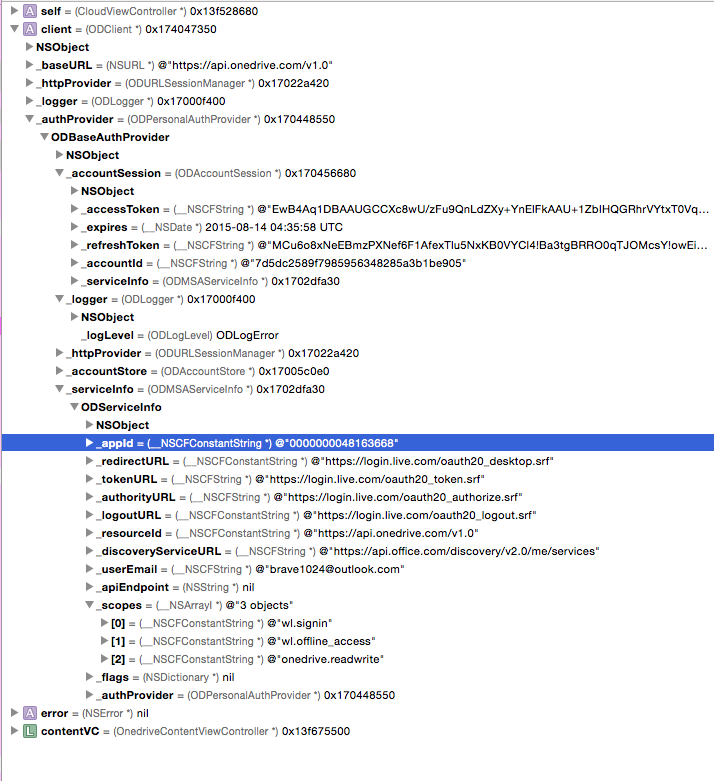 A self = (CloudViewController *) 0x13f528680
A client = (ODClient *) 0x174047350
NSObject
_baseURL = (NSURL *) @"https://api.onedrive.com/v1.0"
_httpProvider = (ODURLSessionManager *) 0x17022a420
_logger = (ODLogger *) 0x17000f400
_authProvider = (ODPersonalAuthProvider *) 0x170448550
ODBaseAuthProvider
NSObject
_accountSession = (ODAccountSession *) 0x170456680
NSObject
_accessToken = (__NSCFString *) @"EwB4Aq1DBAAUGCCXc8wU/zFu9QnLdZXy+YnElFkAAU+1ZbIHQGRhrVYtxT0Vq...
_expires = (__NSDate *) 2015-08-14 04:35:58 UTC
_refreshToken = (__NSCFString *) @"MCu6o8xNeEBmzPXNef6F1AfexTlu5NxKB0VYCl4!Ba3tgBRRO0qTJOMcsY!owEi...
_accountId = (__NSCFString *) @"7d5dc2589f7985956348285a3b1be905"
_serviceInfo = (ODMSAServiceInfo *) 0x1702dfa30
_logger = (ODLogger *) 0x17000f400
NSObject
_logLevel = (ODLogLevel) ODLogError
_httpProvider = (ODURLSessionManager *) 0x17022a420
_accountStore = (ODAccountStore *) 0x17005c0e0
_serviceInfo = (ODMSAServiceInfo *) 0x1702dfa30
ODServiceInfo
NSObject
_appId = (__NSCFConstantString *) @"0000000048163668"
_redirectURL = (__NSCFConstantString *) @"https://login.live.com/oauth20_desktop.srf"
_tokenURL = (__NSCFString *) @"https://login.live.com/oauth20_token.srf"
_authorityURL = (__NSCFString *) @"https://login.live.com/oauth20_authorize.srf"
_logoutURL = (__NSCFConstantString *) @"https://login.live.com/oauth20_logout.srf"
_resourceId = (__NSCFConstantString *) @"https://api.onedrive.com/v1.0"
_discoveryServiceURL = (__NSCFString *) @"https://api.office.com/discovery/v2.0/me/services"
_userEmail = (__NSCFString *) @"brave1024@outlook.com"
_apiEndpoint = (NSString *) nil
_scopes = (__NSArrayI *) @"3 objects"
[0] = (__NSCFConstantString *) @"wl.signin"
[1] = (__NSCFConstantString *) @"wl.offline_access"
[2] = (__NSCFConstantString *) @"onedrive.readwrite"
_flags = (NSDictionary *) nil
_authProvider = (ODPersonalAuthProvider *) 0x170448550
A error = (NSError *) nil
L contentVC = (OnedriveContentViewController *) 0x13f675500